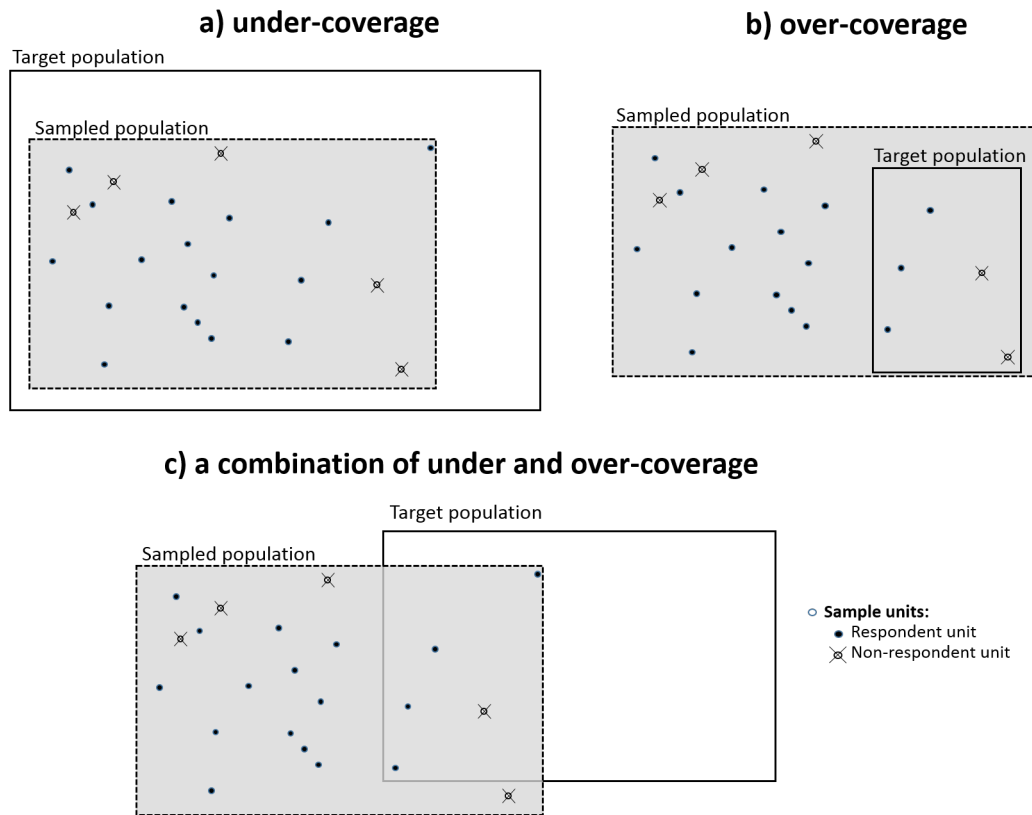 a) under-coverage
Target population
Sampled population
b) over-coverage
Sampled population
Target population
c) a combination of under and over-coverage
Target population
Sampled population
Sample units:
Respondent unit
Non-respondent unit